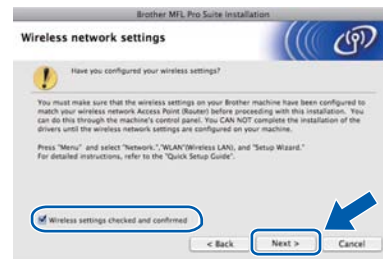 Brother MFL Pro Suite Installation
Wireless network settings
Have you configured your wireless settings?
You must make sure that the wireless settings on your Brother machine have been configured to
match your wireless network Access Point (Router) before proceeding with this installation. You
can do this through the machine's control panel. You CAN NOT complete the installation of the
drivers until the wireless network settings are configured on your machine.
Press "Menu" and select "Network.","WLAN"(Wireless LAN), and "Setup Wizard."
For detailed instructions, refer to the "Quick Setup Guide".
Wireless settings checked and confirmed
< Back Next > Cancel